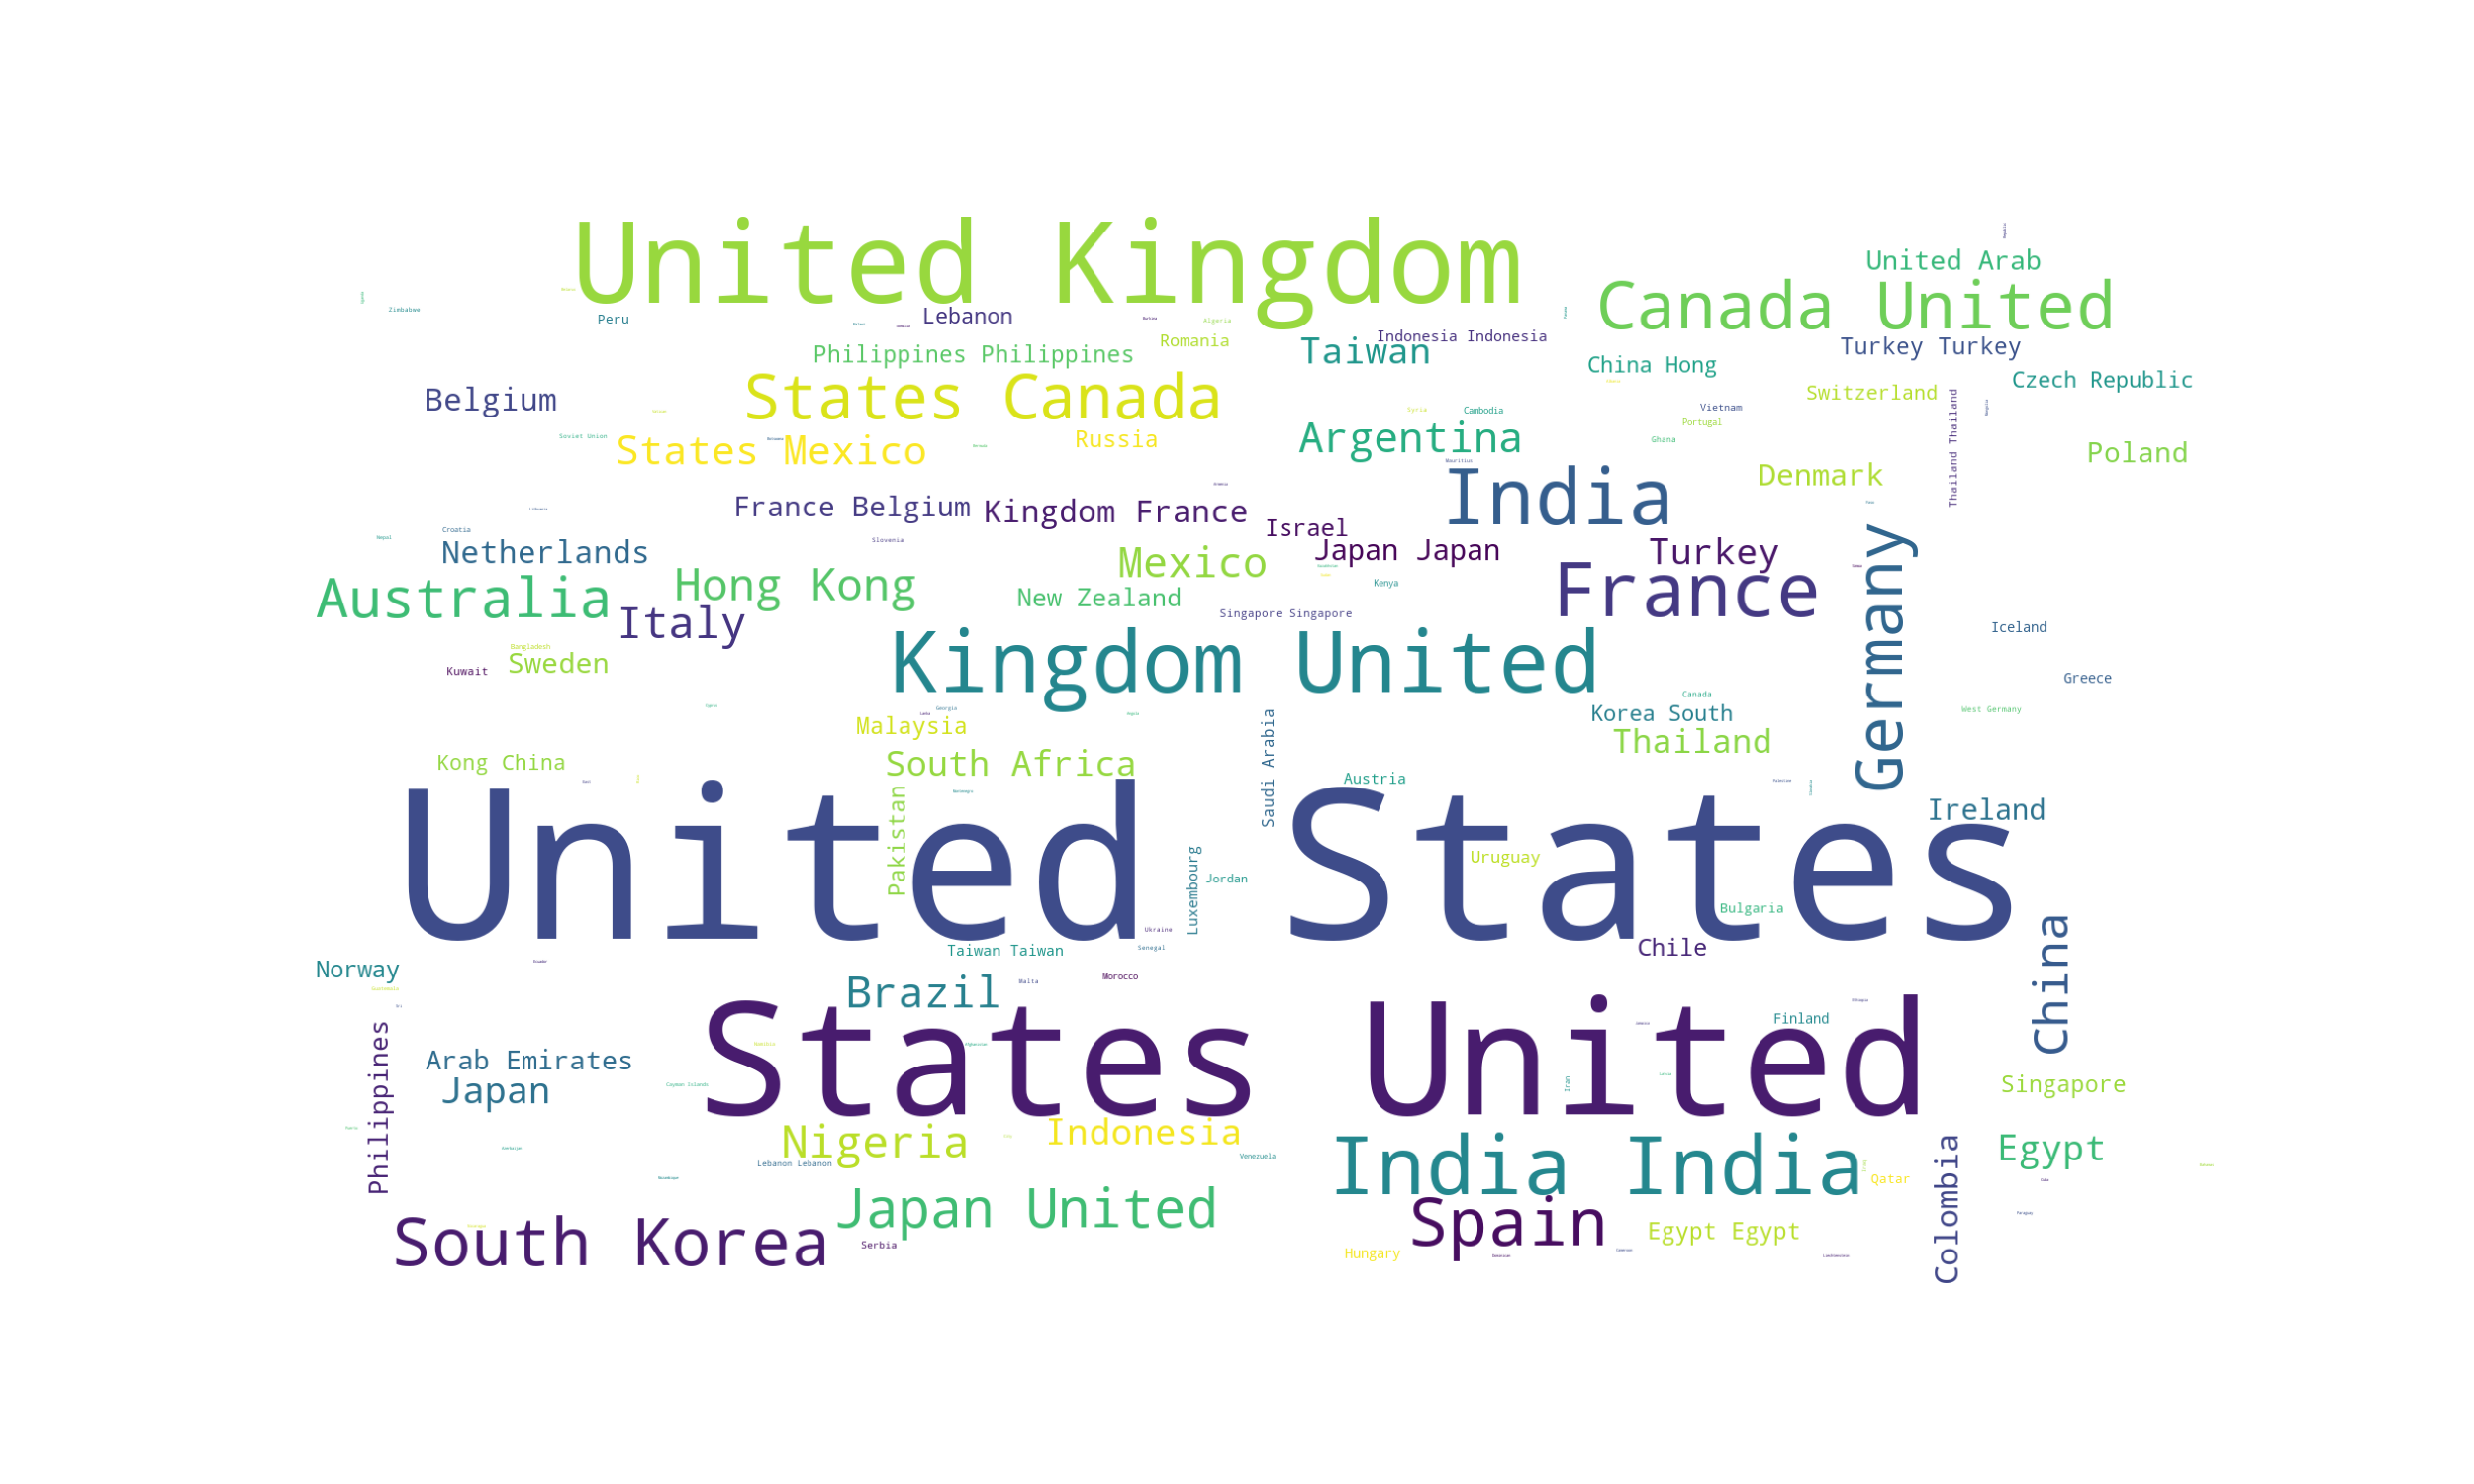 United Kingdom
United Arab
Canada United
Zimbabwe
Peru
Lebanon
Algeria
Romania
Indonesia Indonesia
Taiwan
Turkey Turkey
Philippines Philippines
China Hong
Czech Republic
Belgium
States Canada
Switzerland
Syria
Cambodia
Vietnam
Portugal
Thailand Thailand
Soviet Union
States Mexico
Russia
Argentina
Ghana
Poland
Mauritius
Denmark
India
France Belgium
Kingdom France
Israel
Croatia
Slovenia
Netherlands
Japan Japan
Turkey
Germany
Australia
Hong Kong
Mexico
Kenya
France
New Zealand
Italy
Singapore Singapore
Iceland
Bangladesh
Sweden
Kuwait
Kingdom United
Greece
Canada
Georgia
West Germany
Malaysia
Korea South
Saudi Arabia
Thailand
Kong China
South Africa
Austria
Pakistan
Ireland
United States
Uruguay
Luxembourg
Jordan
Bulgaria
China
Ukraine
Senegal
Taiwan Taiwan
Chile
Norway
Morocco
Malta
Brazil
States United
Finland
Philippines
Arab Emirates
Japan
Cayman Islands
Iran
Singapore
Nigeria
Indonesia
India India
Egypt
Venezuela
Lebanon Lebanon
Colombia
Qatar
Japan United
Spain
South Korea
Serbia
Egypt Egypt
Hungary